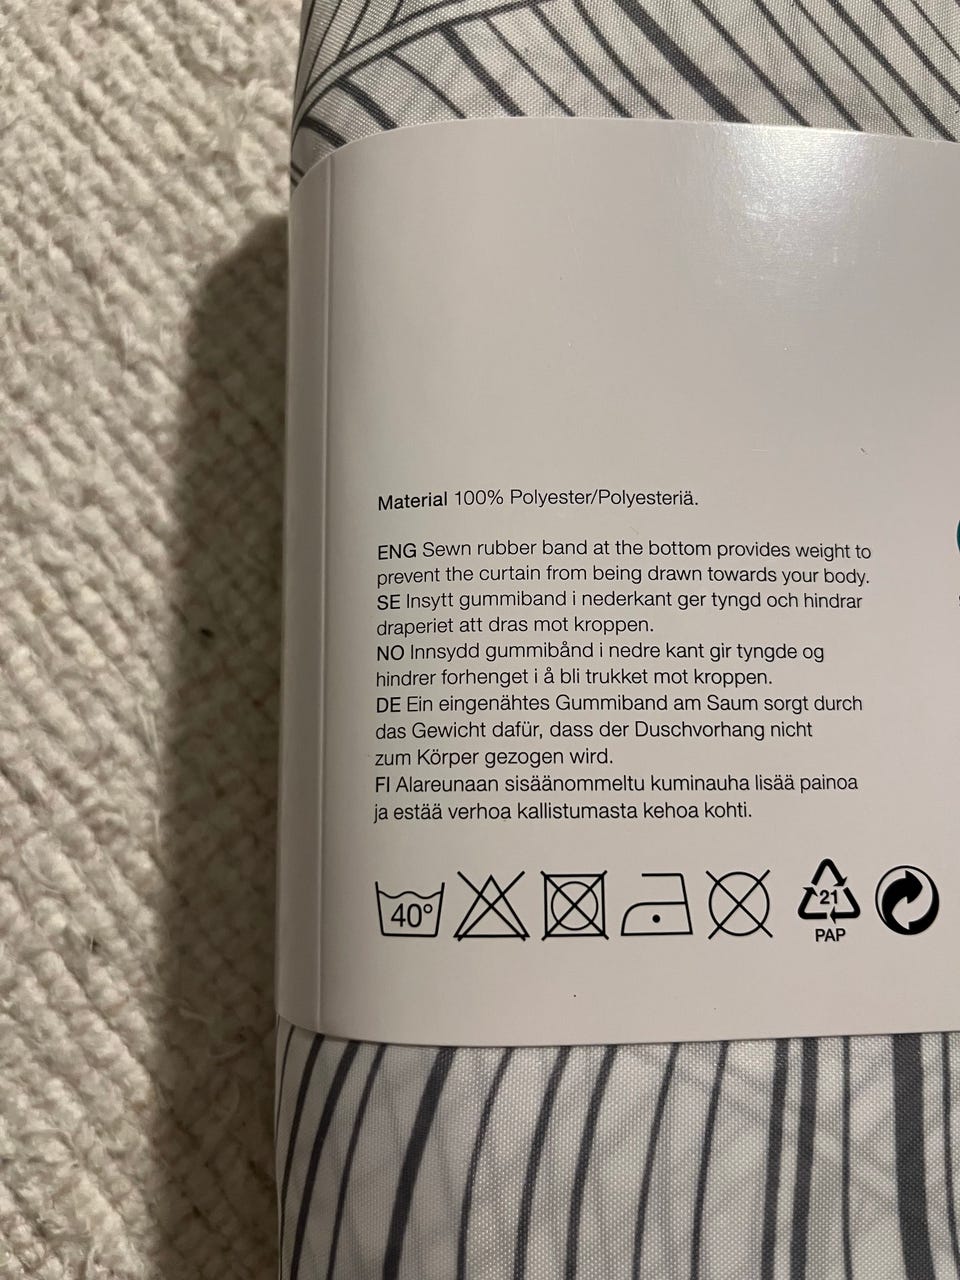 Material 100% Polyester/Polyesteriä.
ENG Sewn rubber band at the bottom provides weight to
prevent the curtain from being drawn towards your body.
SE Insytt gummiband i nederkant ger tyngd och hindrar
draperiet att dras mot kroppen.
NO Innsydd gummibånd i nedre kant gir tyngde og
hindrer forhenget i å bli trukket mot kroppen.
DE Ein eingenähtes Gummiband am Saum sorgt durch
das Gewicht dafür, dass der Duschvorhang nicht
zum Körper gezogen wird.
FI Alareunaan sisäänommeltu kuminauha lisää painoa
ja estää verhoa kallistumasta kehoa kohti.
40° 21
PAP